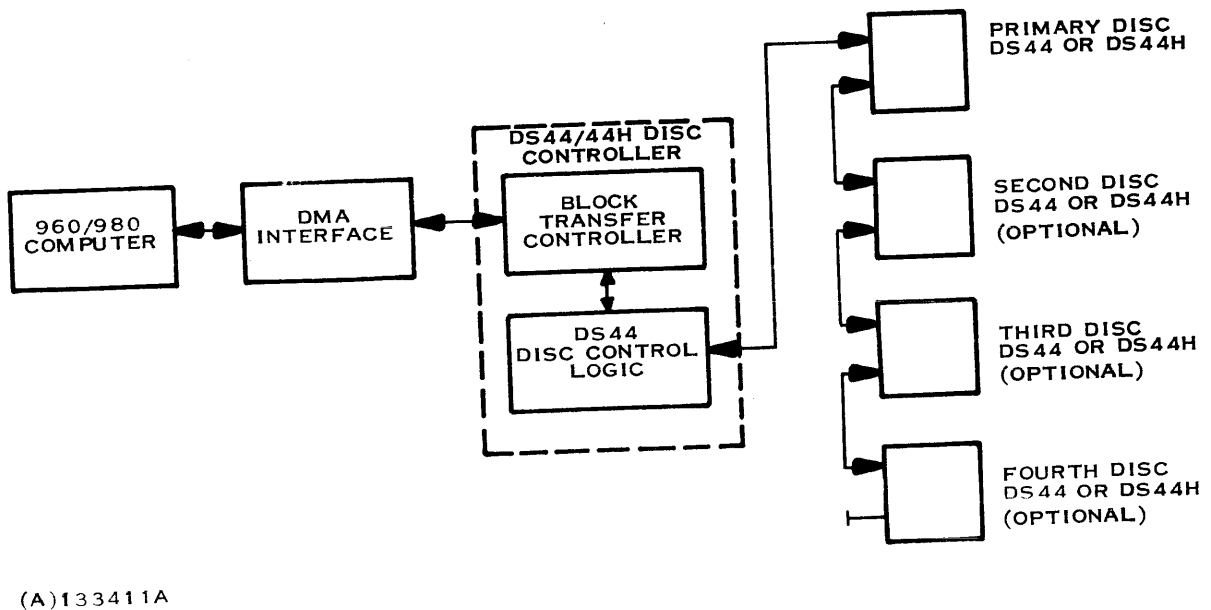 960/980
COMPUTER
DMA
INTERFACE
DS44/44H DISC
CONTROLLER
BLOCK
TRANSFER
CONTROLLER
DS44
DISC CONTROL
LOGIC
PRIMARY DISC
DS44 OR DS44H
SECOND DISC
DS44 OR DS44H
(OPTIONAL)
THIRD DISC
DS44 OR DS44H
(OPTIONAL)
FOURTH DISC
DS44 OR DS44H
(OPTIONAL)
(A)133411A